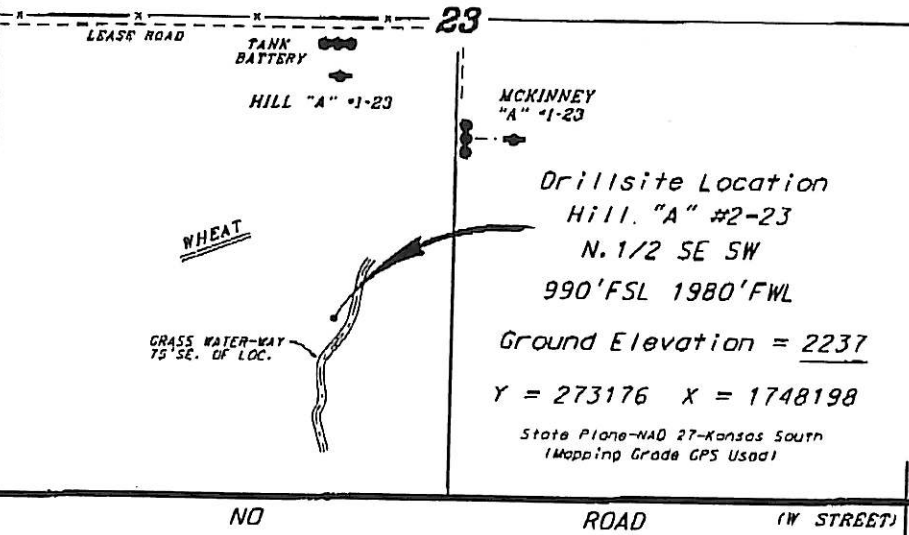 23
LEASE ROAD
TANK
BATTERY
HILL "A" #1-23
MCKINNEY
"A" #1-23
Drillsite Location
Hill. "A" #2-23
N. 1/2 SE SW
990'FSL 1980'FWL
WHEAT
GRASS WATER-WAY
75' SE. OF LOC.
Ground Elevation = 2237
Y = 273176 X = 1748198
State Plane-NAD 27-Kansas South
(Mapping Grade GPS Used)
NO ROAD (W STREET)